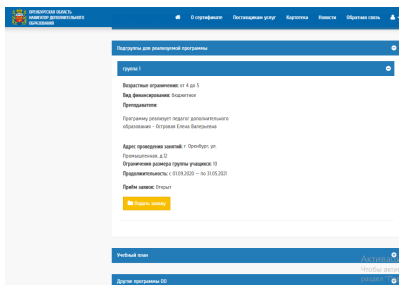 ОРЕНБУРГСКАЯ ОБЛАСТЬ
НАВИГАТОР ДОПОЛНИТЕЛЬНОГО
ОБРАЗОВАНИЯ
О сертификате Поставщикам услуг Картотека Новости Обратная связь
Подгруппы для реализуемой программы
группа 1
Возрастные ограничения: от 4 до 5
Вид финансирования: Бюджетное
Преподаватели:
Программу реализует педагог дополнительного
образования - Островая Елена Валерьевна
Адрес проведения занятий: г. Оренбург, ул.
Промышленная, д.12
Ограничения размера группы учащихся: 10
Продолжительность: с 01.09.2020 — по 31.05.2021
Приём заявок: Открыт
Подать заявку
Учебный план
Другие программы ОО
Активац
Чтобы акти
раздел "П